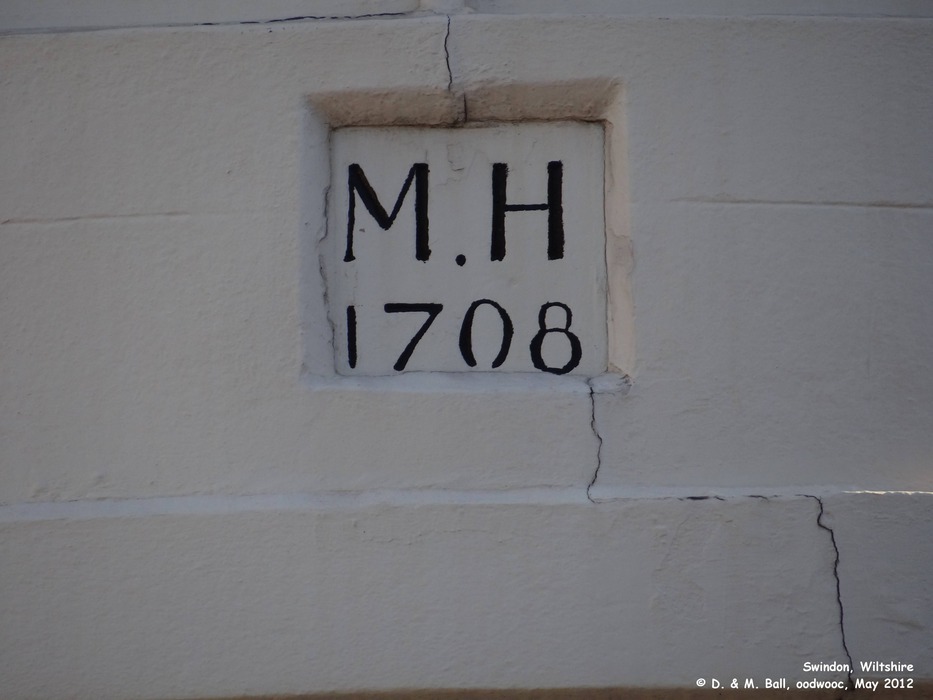 M.H
1708
Swindon, Wiltshire
© D. & M. Ball, oodwooc, May 2012